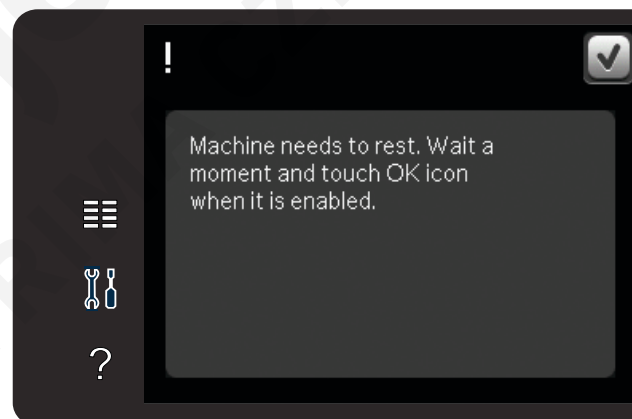 !
Machine needs to rest. Wait a
moment and touch OK icon
when it is enabled.
?